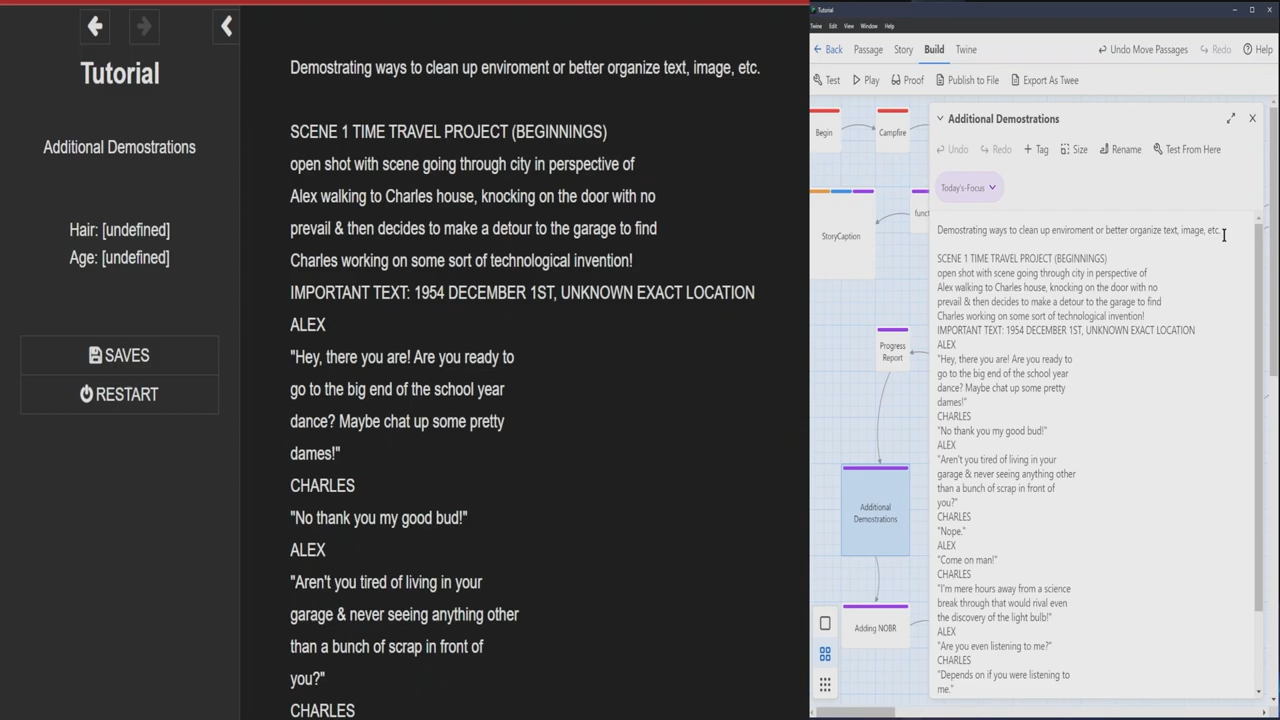 Tutorial
Additional Demostrations
Hair: [undefined]
Age: [undefined]
SAVES
RESTART
Demostrating ways to clean up enviroment or better organize text, image, etc.
SCENE 1 TIME TRAVEL PROJECT (BEGINNINGS)
open shot with scene going through city in perspective of
Alex walking to Charles house, knocking on the door with no
prevail & then decides to make a detour to the garage to find
Charles working on some sort of technological invention!
IMPORTANT TEXT: 1954 DECEMBER 1ST, UNKNOWN EXACT LOCATION
ALEX
"Hey, there you are! Are you ready to
go to the big end of the school year
dance? Maybe chat up some pretty
dames!"
CHARLES
"No thank you my good bud!"
ALEX
"Aren't you tired of living in your
garage & never seeing anything other
than a bunch of scrap in front of
you?"
CHARLES
Tutorial
Twine Edit View Window Help
Back Passage Story Build Twine Undo Move Passages Redo Help
Test Play Proof Publish to File Export As Twee
Begin
Campfire
StoryCaption
funct
Progress
Report
Additional
Demostrations
Adding NOBR
Additional Demostrations
Undo Redo Tag Size Rename Test From Here
Today's-Focus
Demostrating ways to clean up enviroment or better organize text, image, etc.
SCENE 1 TIME TRAVEL PROJECT (BEGINNINGS)
open shot with scene going through city in perspective of
Alex walking to Charles house, knocking on the door with no
prevail & then decides to make a detour to the garage to find
Charles working on some sort of technological invention!
IMPORTANT TEXT: 1954 DECEMBER 1ST, UNKNOWN EXACT LOCATION
ALEX
"Hey, there you are! Are you ready to
go to the big end of the school year
dance? Maybe chat up some pretty
dames!"
CHARLES
"No thank you my good bud!"
ALEX
"Aren't you tired of living in your
garage & never seeing anything other
than a bunch of scrap in front of
you?"
CHARLES
"Nope."
ALEX
"Come on man!"
CHARLES
"I'm mere hours away from a science
break through that would rival even
the discovery of the light bulb!"
ALEX
"Are you even listening to me?"
CHARLES
"Depends on if you were listening to
me."